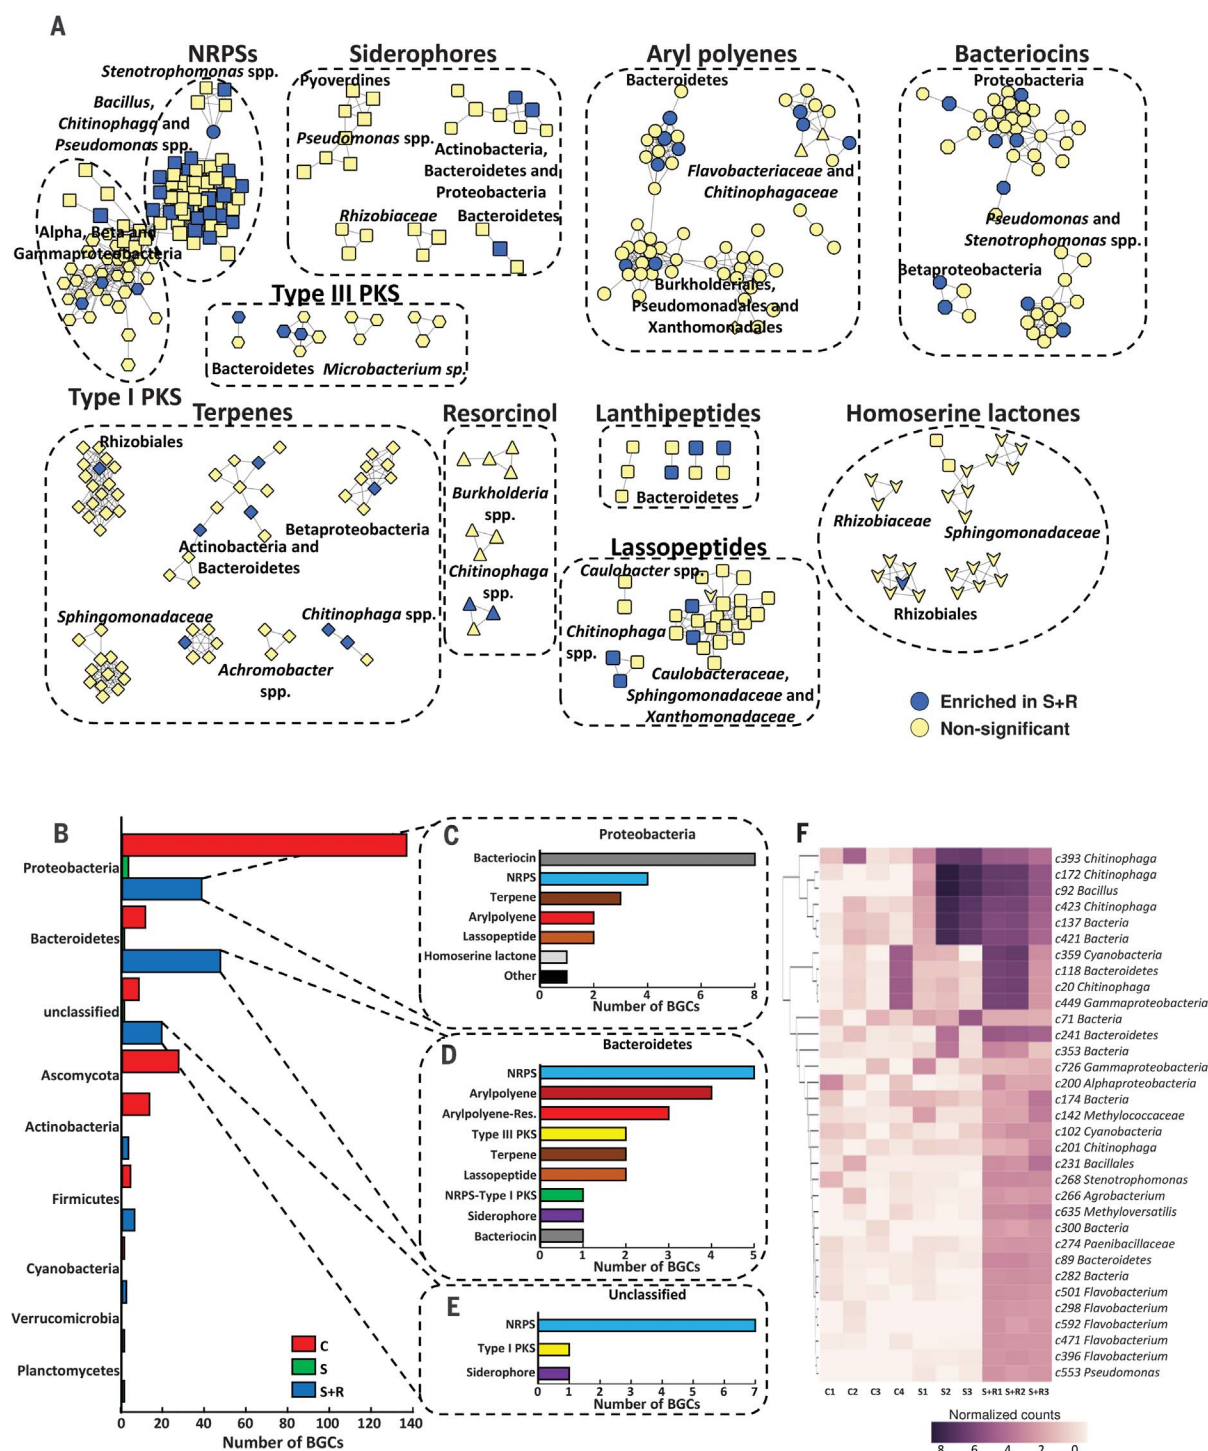 A
NRPSs
Siderophores
Aryl polyenes
Bacteriocins
Stenotrophomonas spp.
Bacillus,
Chitinophaga and
Pseudomonas spp.
Pyoverdines
Pseudomonas spp.
Actinobacteria,
Bacteroidetes and
Proteobacteria
Rhizobiaceae
Bacteroidetes
Bacteroidetes
Flavobacteriaceae and
Chitinophagaceae
Burkholderiales,
Pseudomonadales and
Xanthomonadales
Proteobacteria
Pseudomonas and
Stenotrophomonas spp.
Betaproteobacteria
Alpha, Beta and
Gammaproteobacteria
Type III PKS
Bacteroidetes
Microbacterium sp.
Type I PKS
Terpenes
Resorcinol
Lanthipeptides
Homoserine lactones
Rhizobiales
Betaproteobacteria
Actinobacteria and
Bacteroidetes
Sphingomonadaceae
Chitinophaga spp.
Achromobacter
spp.
Burkholderia
spp.
Chitinophaga
spp.
Bacteroidetes
Lassopeptides
Caulobacter spp.
Chitinophaga
spp.
Caulobacteraceae,
Sphingomonadaceae and
Xanthomonadaceae
Rhizobiaceae
Sphingomonadaceae
Rhizobiales
Enriched in S+R
Non-significant
B
Proteobacteria
Bacteroidetes
unclassified
Ascomycota
Actinobacteria
Firmicutes
Cyanobacteria
Verrucomicrobia
Planctomycetes
C
S
S+R
0 20 40 60 80 100 120 140
Number of BGCs
C
Proteobacteria
Bacteriocin
NRPS
Terpene
Arylpolyene
Lassopeptide
Homoserine lactone
Other
0 2 4 6 8
Number of BGCs
D
Bacteroidetes
NRPS
Arylpolyene
Arylpolyene-Res.
Type III PKS
Terpene
Lassopeptide
NRPS-Type I PKS
Siderophore
Bacteriocin
0 1 2 3 4 5
Number of BGCs
E
Unclassified
NRPS
Type I PKS
Siderophore
0 1 2 3 4 5 6 7
Number of BGCs
F
c393 Chitinophaga
c172 Chitinophaga
c92 Bacillus
c423 Chitinophaga
c137 Bacteria
c421 Bacteria
c359 Cyanobacteria
c118 Bacteroidetes
c20 Chitinophaga
c449 Gammaproteobacteria
c71 Bacteria
c241 Bacteroidetes
c353 Bacteria
c726 Gammaproteobacteria
c200 Alphaproteobacteria
c174 Bacteria
c142 Methylococcaceae
c102 Cyanobacteria
c201 Chitinophaga
c231 Bacillales
c268 Stenotrophomonas
c266 Agrobacterium
c635 Methyloversatilis
c300 Bacteria
c274 Paenibacillaceae
c89 Bacteroidetes
c282 Bacteria
c501 Flavobacterium
c298 Flavobacterium
c592 Flavobacterium
c471 Flavobacterium
c396 Flavobacterium
c553 Pseudomonas
C1 C2 C3 C4 S1 S2 S3 S+R1 S+R2 S+R3
Normalized counts
8 6 4 2 0